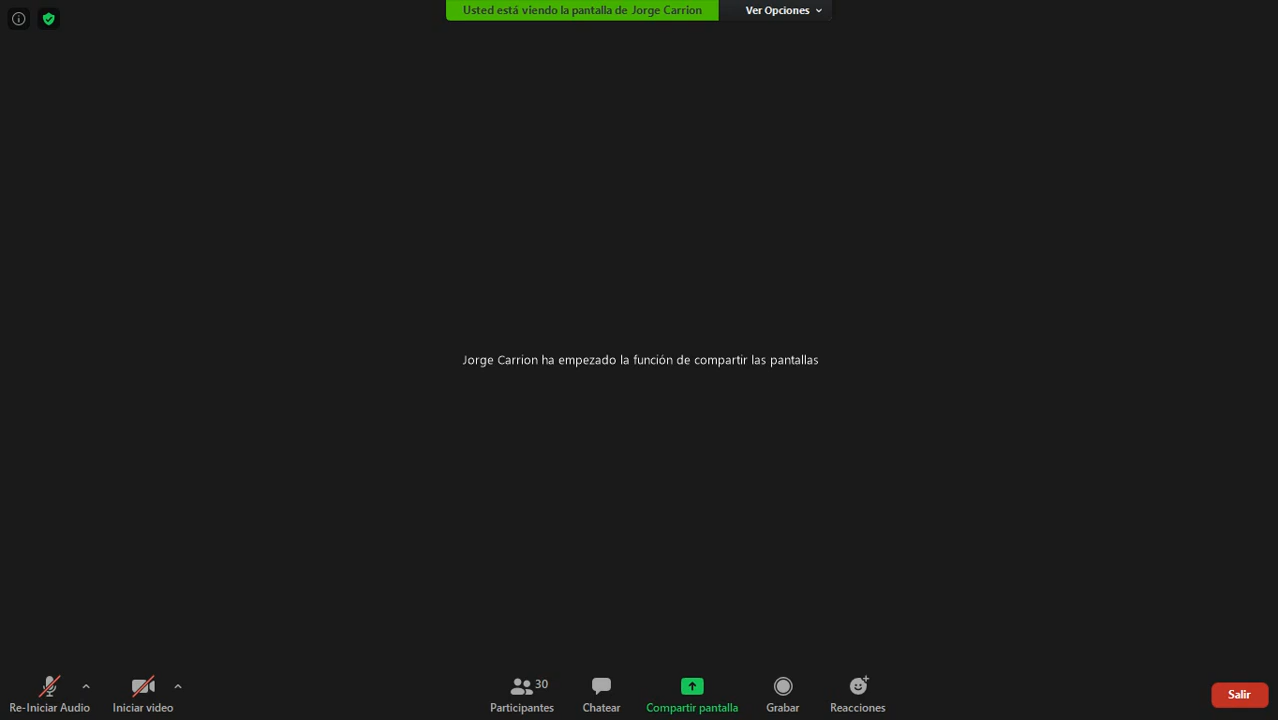 Usted está viendo la pantalla de Jorge Carrion
Ver Opciones
Jorge Carrion ha empezado la función de compartir las pantallas
Re-Iniciar Audio
Iniciar video
30
Participantes
Chatear
Compartir pantalla
Grabar
Reacciones
Salir